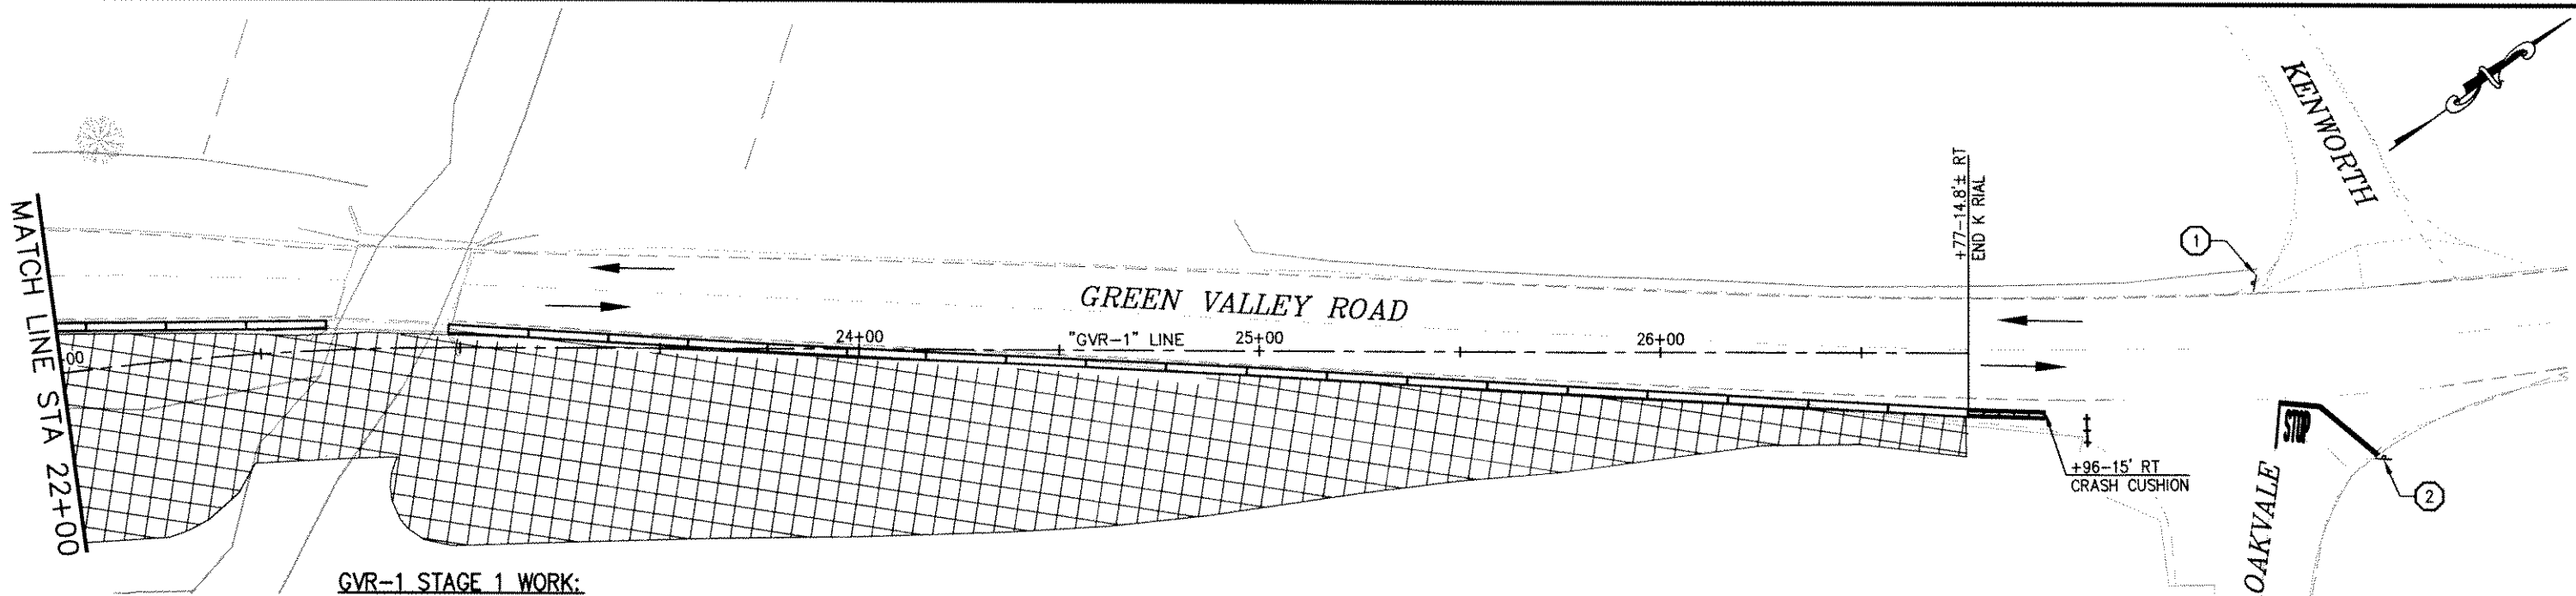 KENWORTH
+77-14.8'± RT
END K RIAL
1
MATCH LINE STA 22+00
GREEN VALLEY ROAD
24+00
"GVR-1" LINE
25+00
26+00
00
STOP
+96-15' RT
CRASH CUSHION
2
OAKVALE
GVR-1 STAGE 1 WORK: